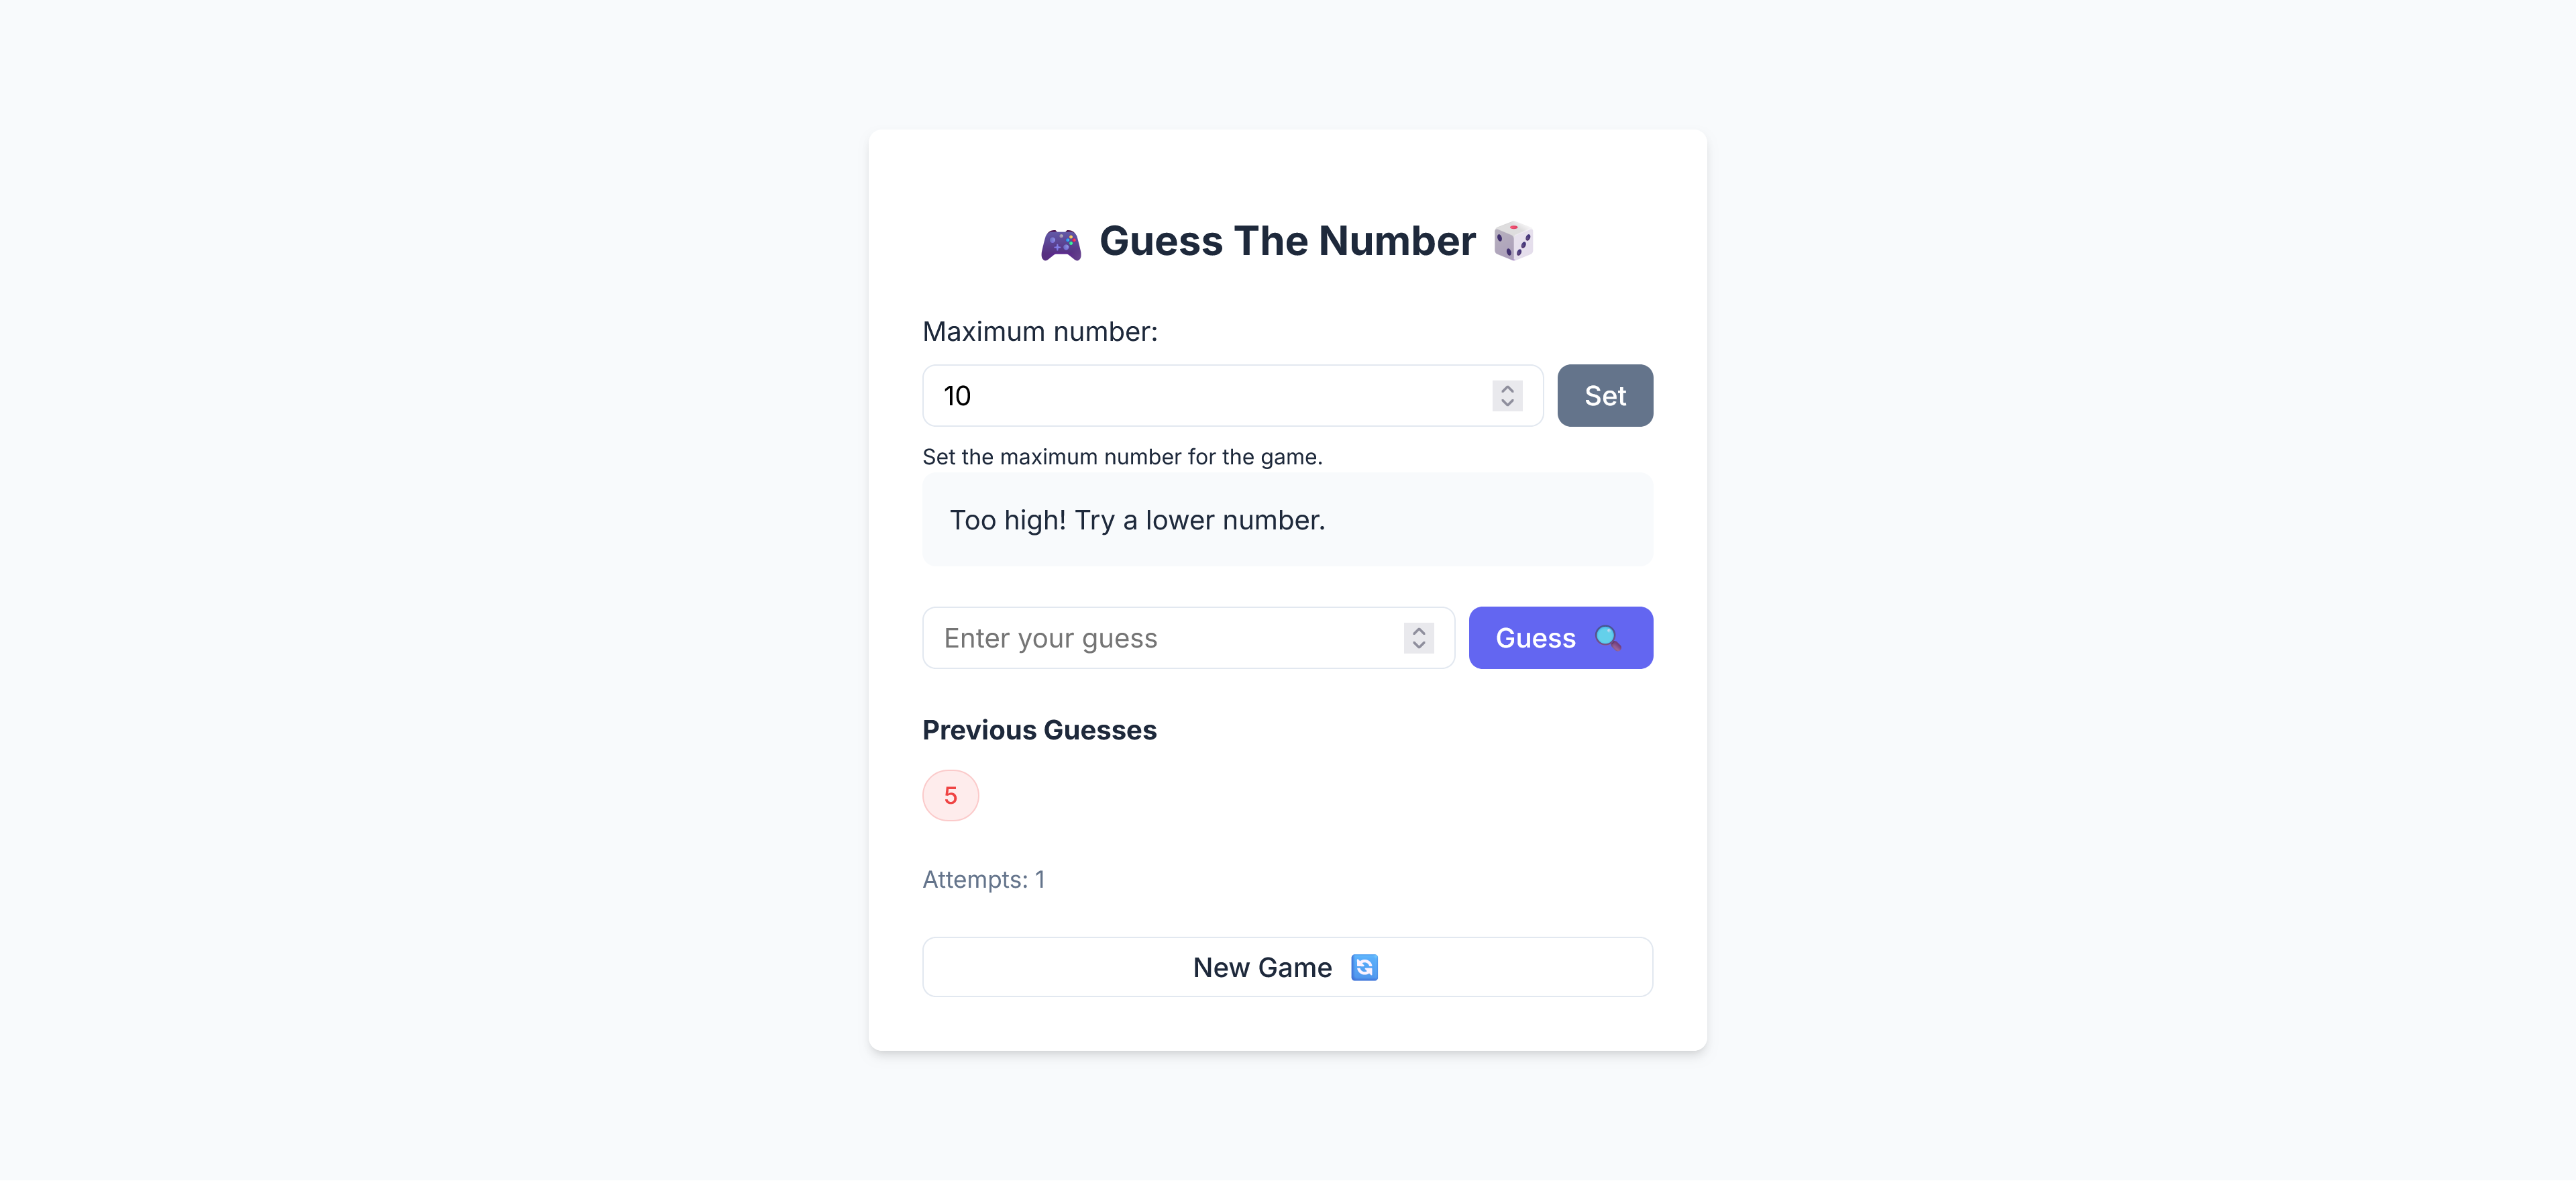 🎮 Guess The Number 🎲
Maximum number:
10
Set
Set the maximum number for the game.
Too high! Try a lower number.
Enter your guess
Guess 🔍
Previous Guesses
5
Attempts: 1
New Game 🔄